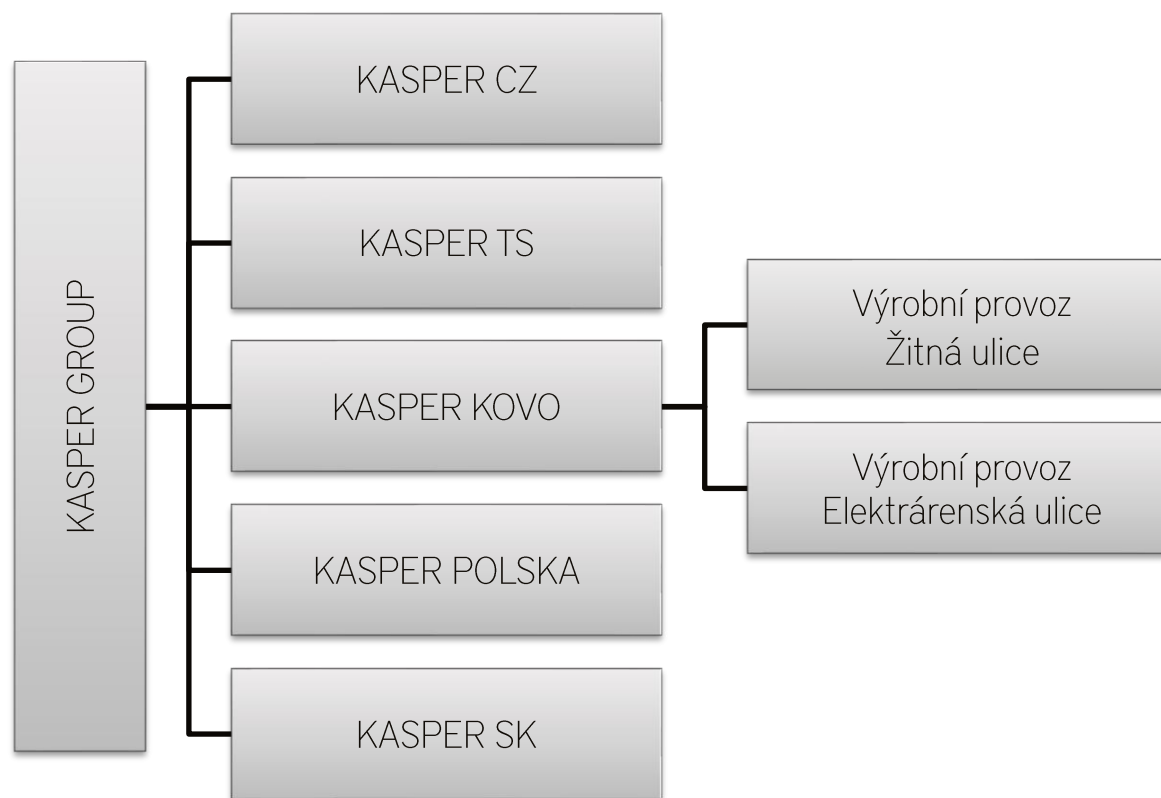 KASPER GROUP
KASPER CZ
KASPER TS
KASPER KOVO
KASPER POLSKA
KASPER SK
Výrobní provoz
Žitná ulice
Výrobní provoz
Elektrárenská ulice